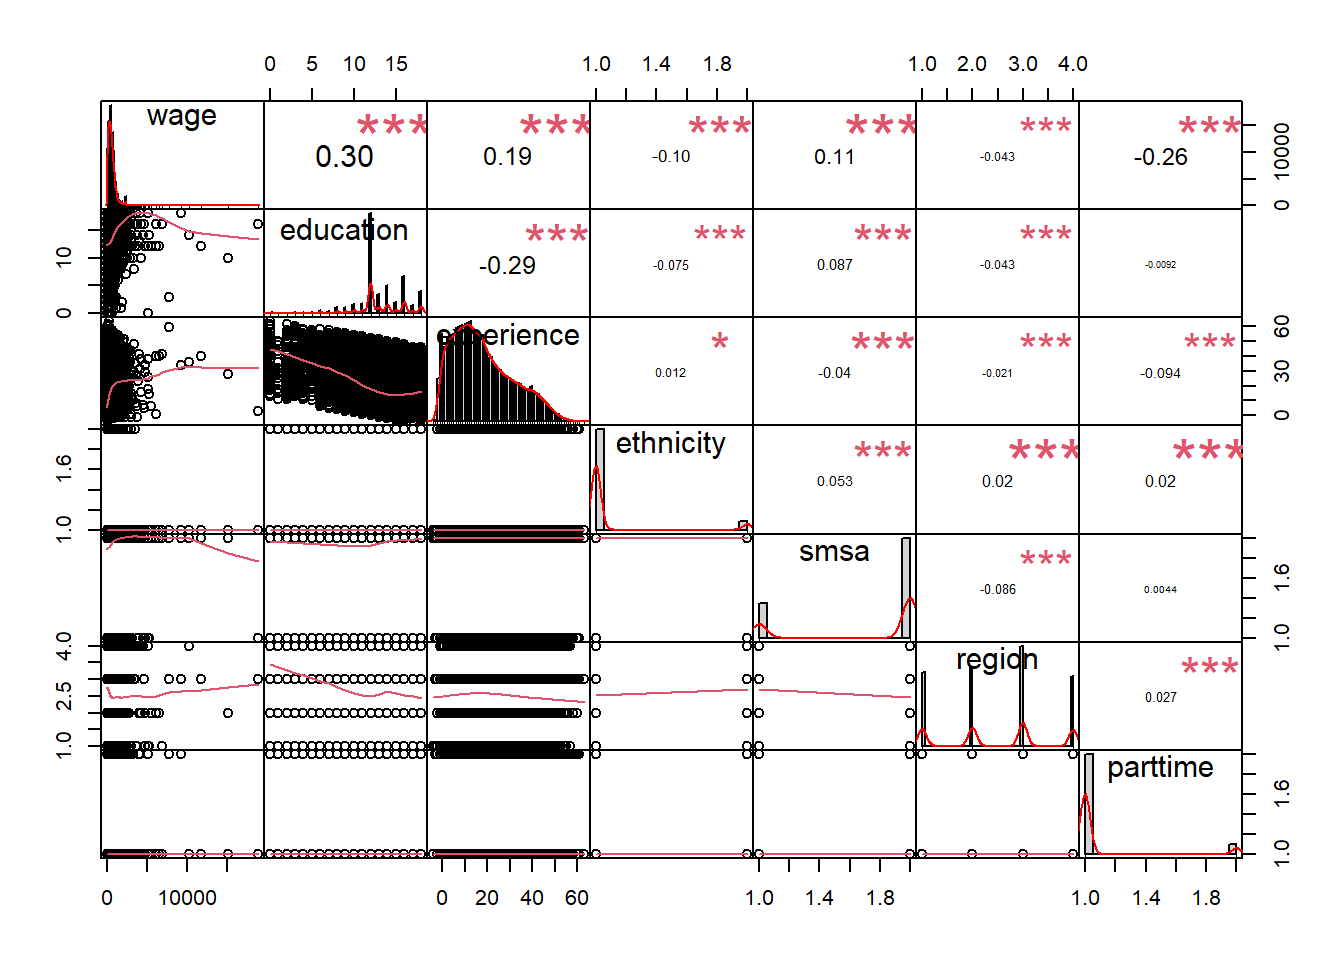 0 5 10 15 1.0 1.4 1.8 1.0 2.0 3.0 4.0
wage *** *** *** *** *** ***
0.30 0.19 -0.10 0.11 -0.043 -0.26
0 10000
education *** *** *** ***
-0.29 -0.075 0.087 -0.043 -0.0092
0 10
experience * *** *** ***
0.012 -0.04 -0.021 -0.094
0 30 60
ethnicity *** *** ***
0.053 0.02 0.02
1.0 1.6
smsa ***
-0.086 0.0044
1.0 1.6
region ***
0.027
1.0 2.5 4.0
parttime
1.0 1.6
0 10000 0 20 40 60 1.0 1.4 1.8 1.0 1.4 1.8